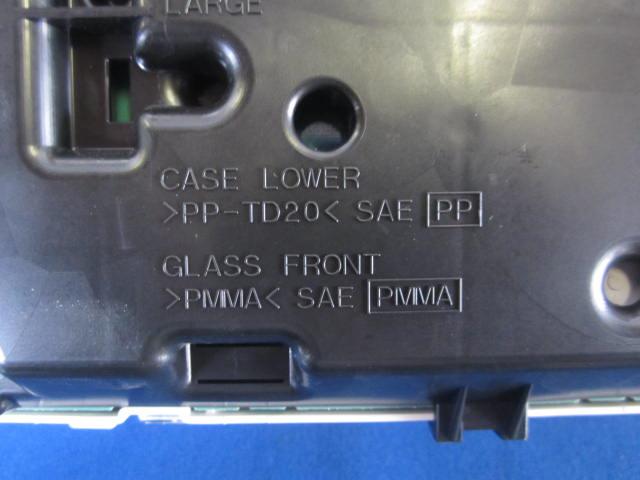 LARGE
CASE LOWER
>PP-TD20< SAE PP
GLASS FRONT
>PMMA< SAE PMMA